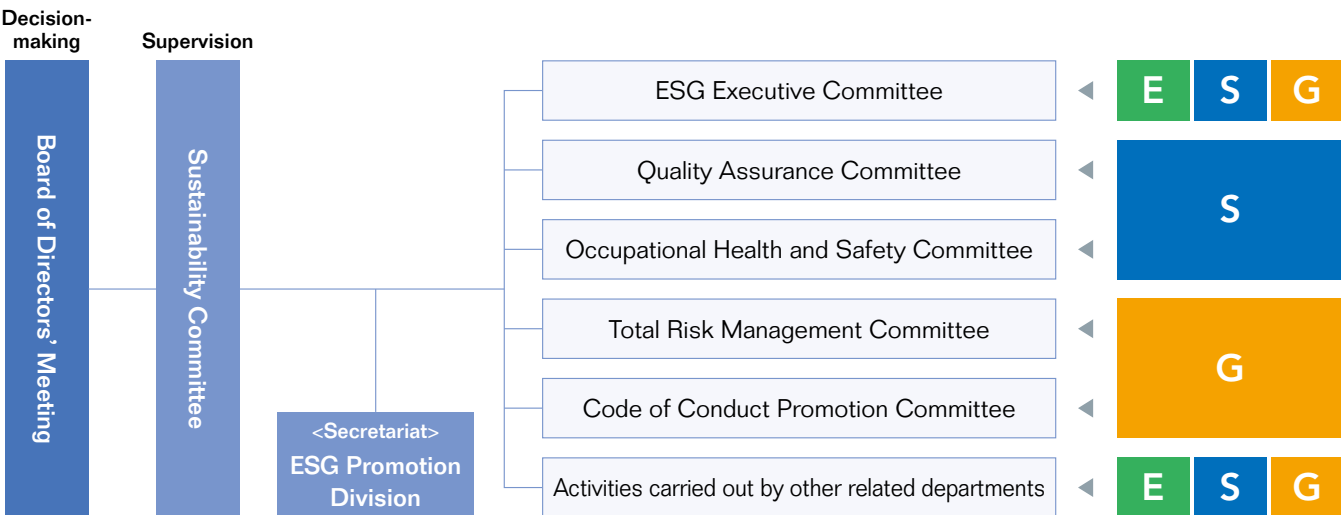 Decision-
making
Supervision
Board of Directors' Meeting
Sustainability Committee
<Secretariat>
ESG Promotion
Division
ESG Executive Committee
E S G
Quality Assurance Committee
S
Occupational Health and Safety Committee
Total Risk Management Committee
G
Code of Conduct Promotion Committee
Activities carried out by other related departments
E S G